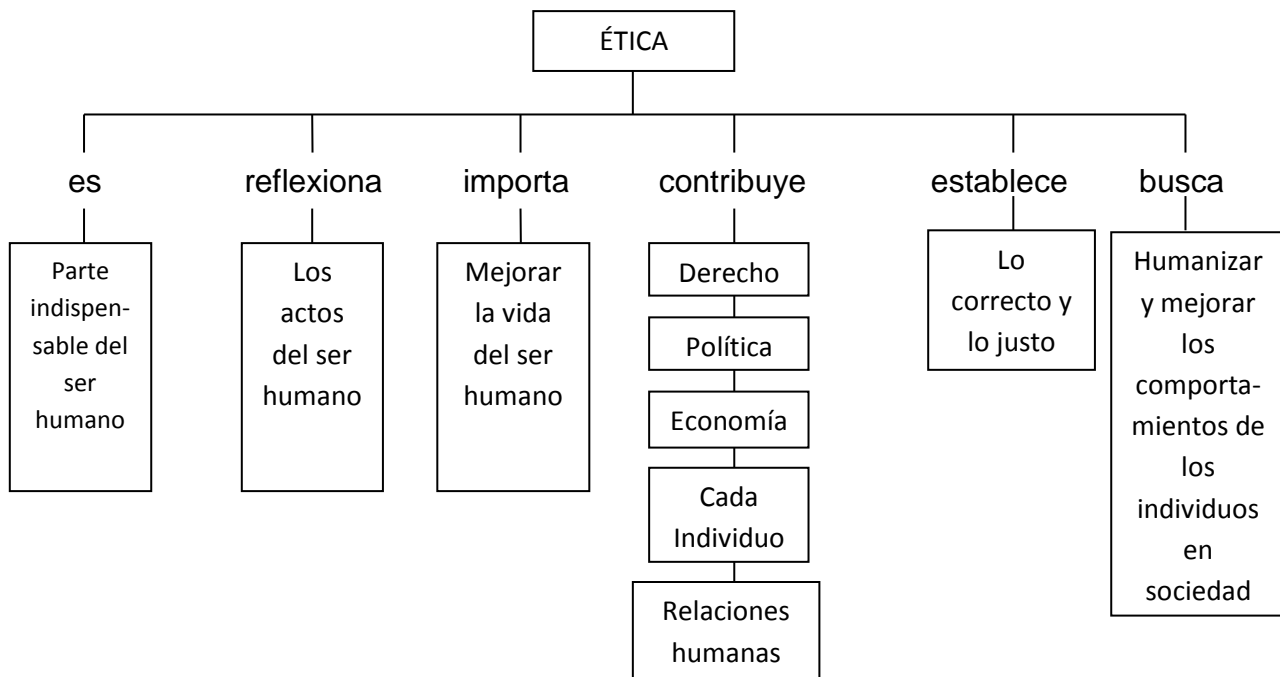 ÉTICA
es
reflexiona
importa
contribuye
establece
busca
Parte
indispen-
sable del
ser
humano
Los
actos
del ser
humano
Mejorar
la vida
del ser
humano
Derecho
Política
Economía
Cada
Individuo
Relaciones
humanas
Lo
correcto y
lo justo
Humanizar
y mejorar
los
comporta-
mientos de
los
individuos
en
sociedad